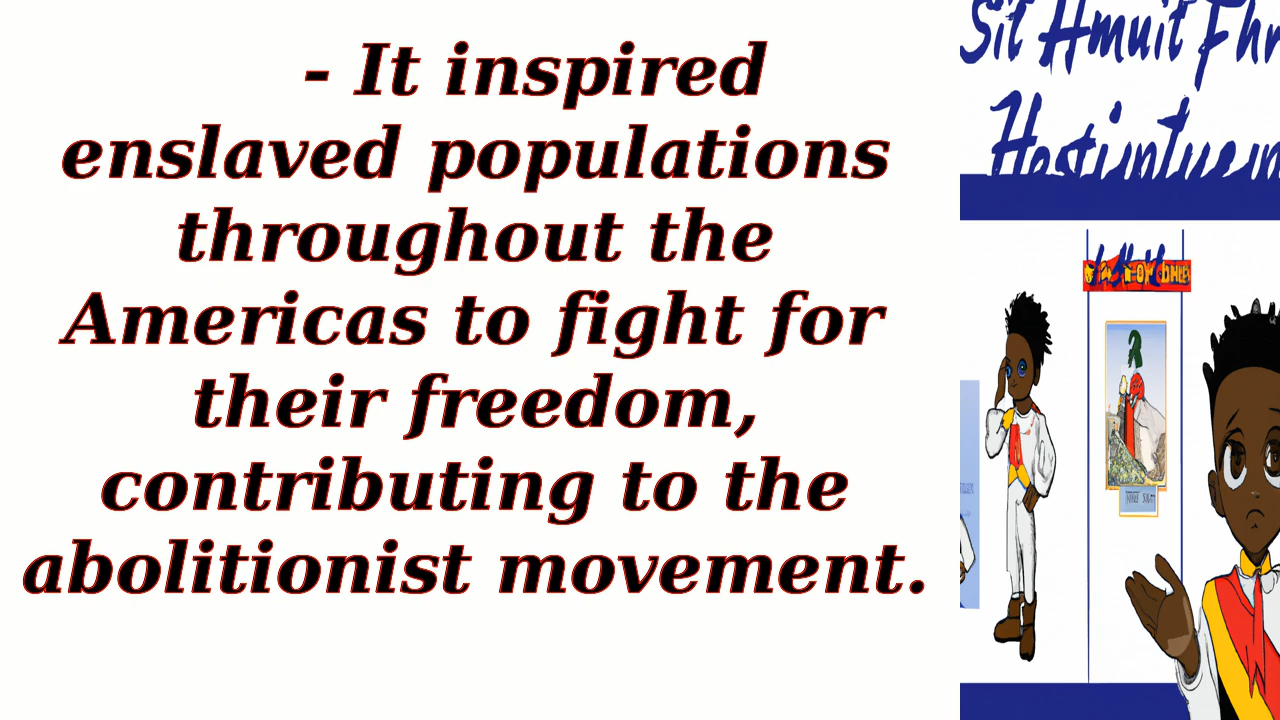 - It inspired
enslaved populations
throughout the
Americas to fight for
their freedom,
contributing to the
abolitionist movement.